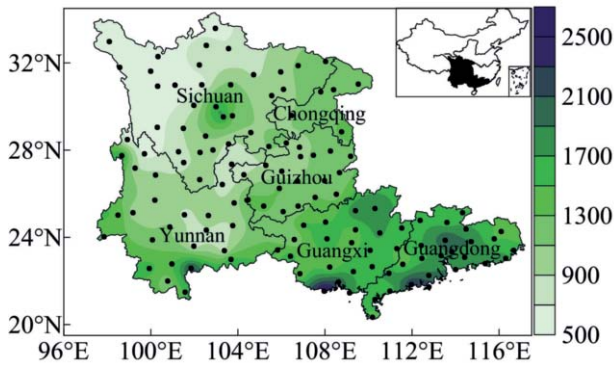 32°N
28°N
24°N
20°N
96°E
100°E
104°E
108°E
112°E
116°E
Sichuan
Chongqing
Guizhou
Yunnan
Guangxi
Guangdong
2500
2100
1700
1300
900
500